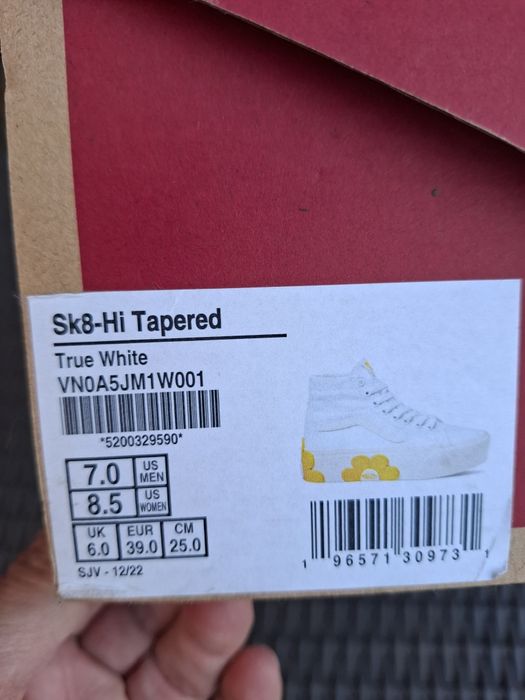 Sk8-Hi Tapered
True White
VN0A5JM1W001
*5200329590*
7.0 US MEN
8.5 US WOMEN
UK EUR CM
6.0 39.0 25.0
SJV - 12/22
1 96571 30973 1